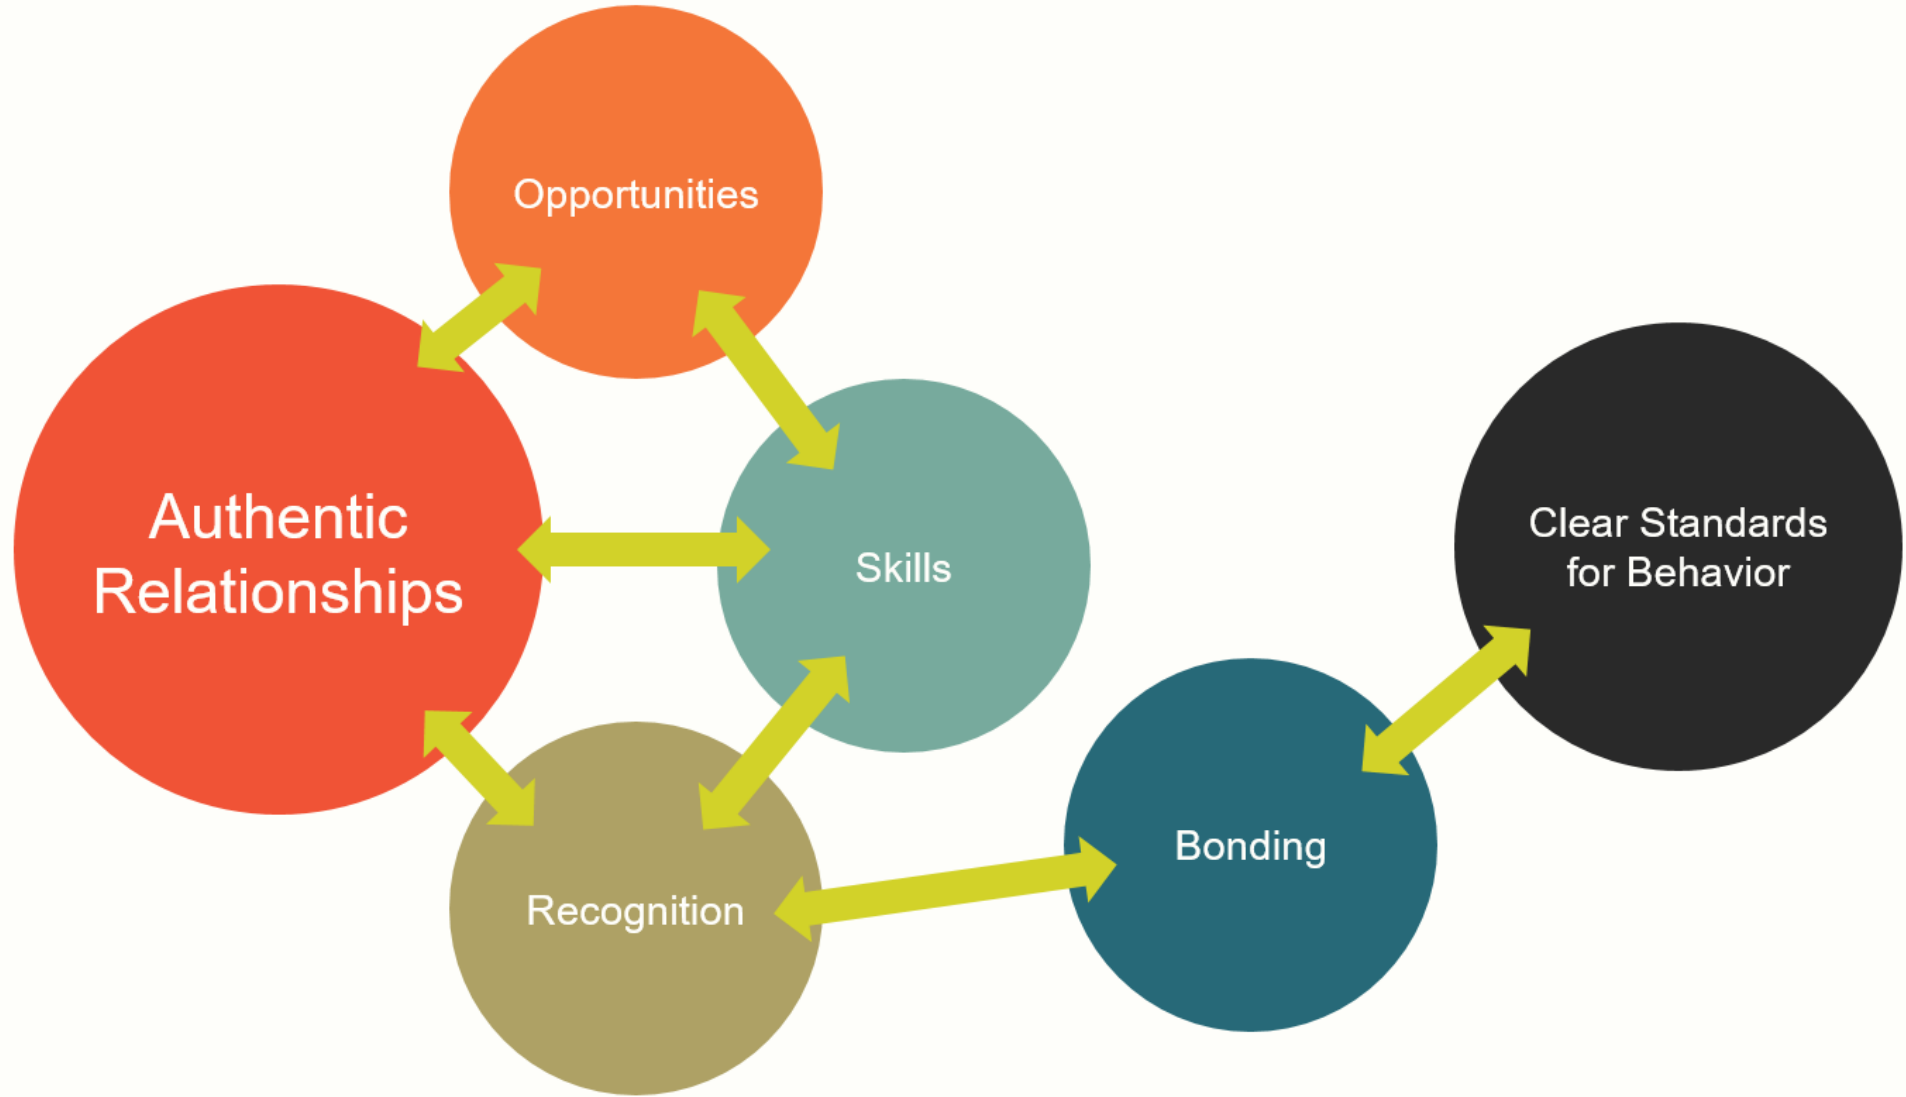 Opportunities
Authentic
Relationships
Skills
Clear Standards
for Behavior
Bonding
Recognition